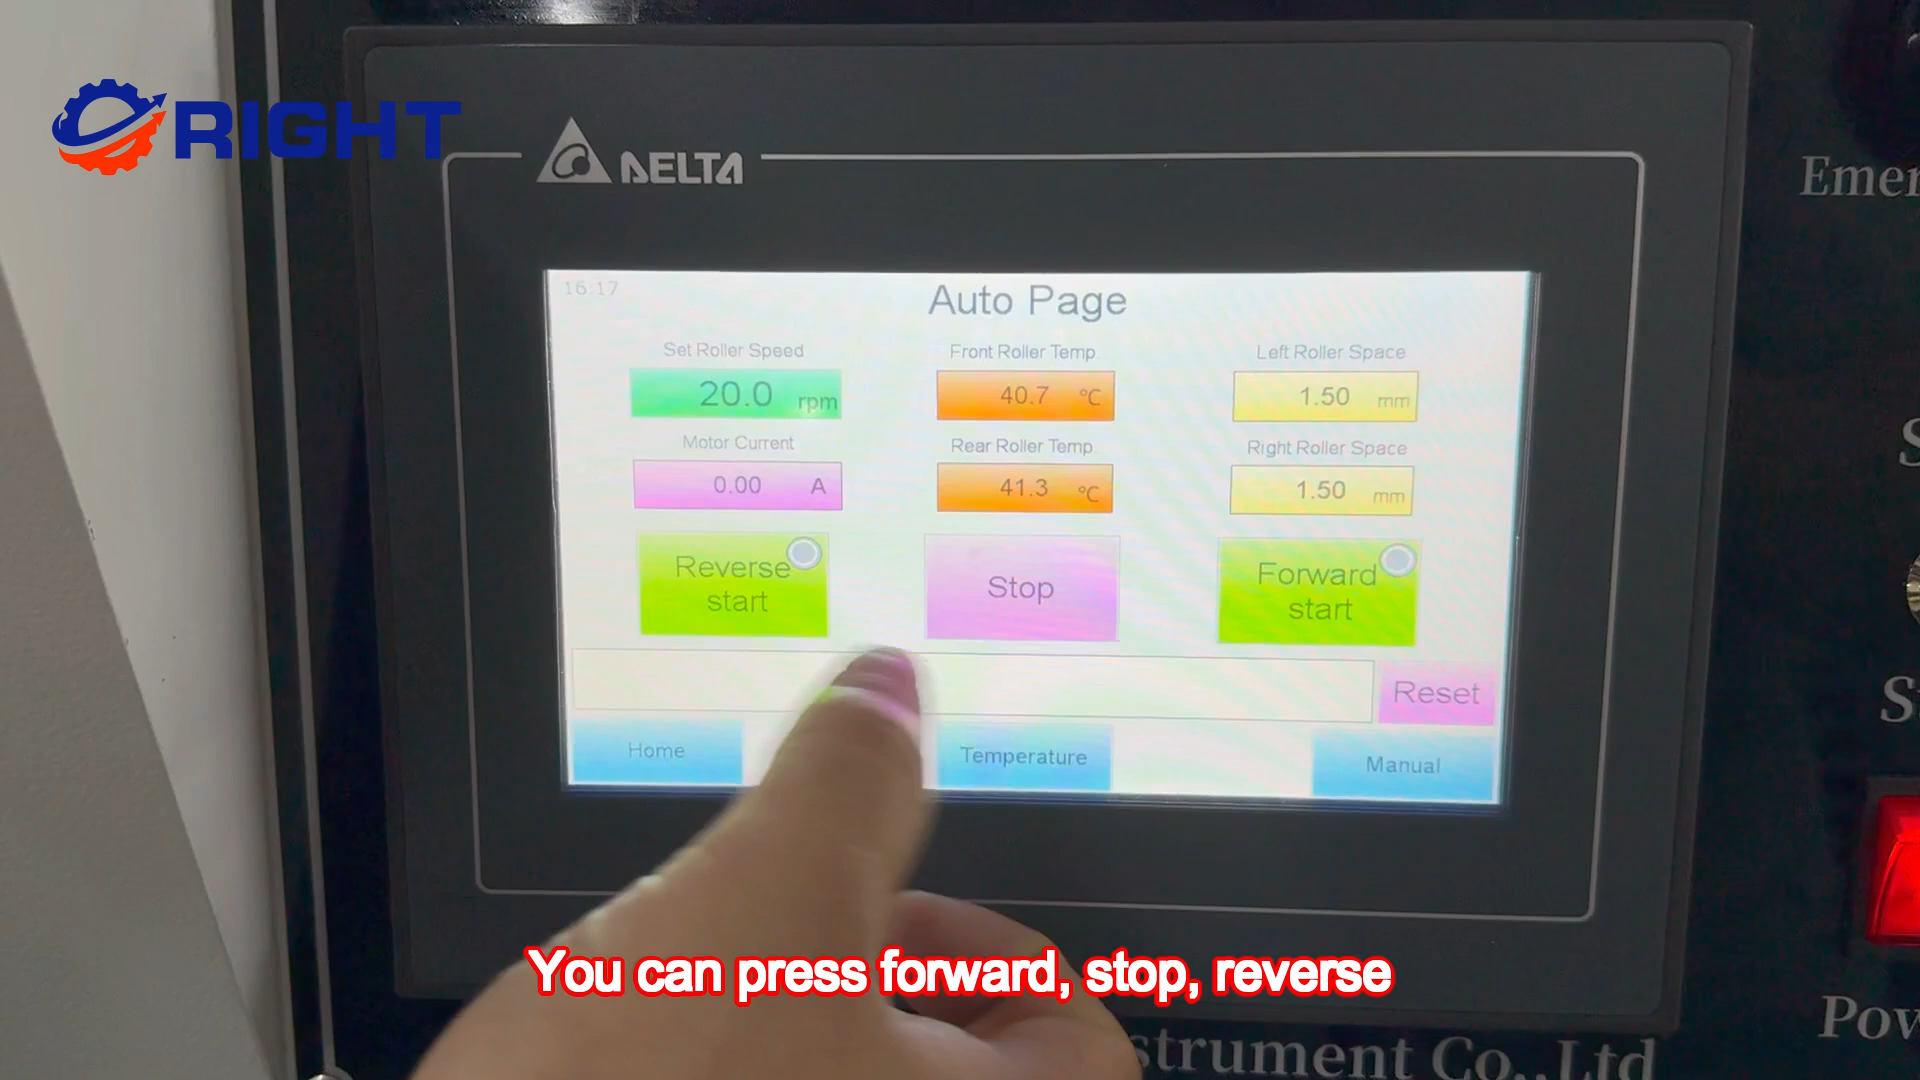 RIGHT
DELTA
Emer
16:17
Auto Page
Set Roller Speed
Front Roller Temp
Left Roller Space
20.0 rpm
40.7 °C
1.50 mm
Motor Current
Rear Roller Temp
Right Roller Space
0.00 A
41.3 °C
1.50 mm
Reverse
start
Stop
Forward
start
Reset
Home
Temperature
Manual
You can press forward, stop, reverse
Pow
strument Co.,Ltd